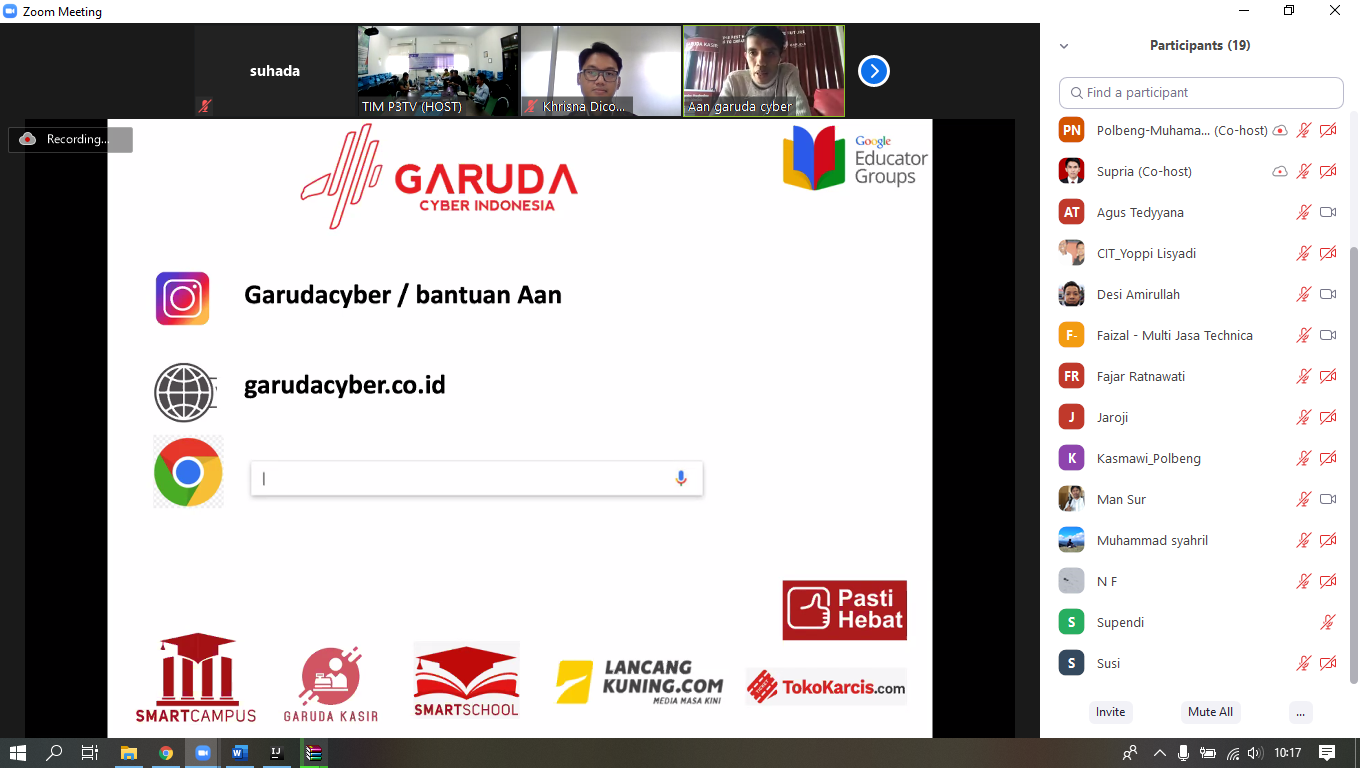 Zoom Meeting
suhada
TIM P3TV (HOST)
Khrisna Dico...
Aan garuda cyber
Recording...
GARUDA
CYBER INDONESIA
Google
Educator
Groups
Garudacyber / bantuan Aan
garudacyber.co.id
Pasti
Hebat
SMARTCAMPUS
GARUDA KASIR
SMARTSCHOOL
LANCANG
KUNING.COM
MEDIA MASA KINI
TokoKarcis.com
Participants (19)
Find a participant
PN Polbeng-Muhama... (Co-host)
Supria (Co-host)
AT Agus Tedyyana
CIT_Yoppi Lisyadi
Desi Amirullah
F- Faizal - Multi Jasa Technica
FR Fajar Ratnawati
J Jaroji
K Kasmawi_Polbeng
Man Sur
Muhammad syahril
N F
S Supendi
S Susi
Invite
Mute All
...
W
IJ
10:17